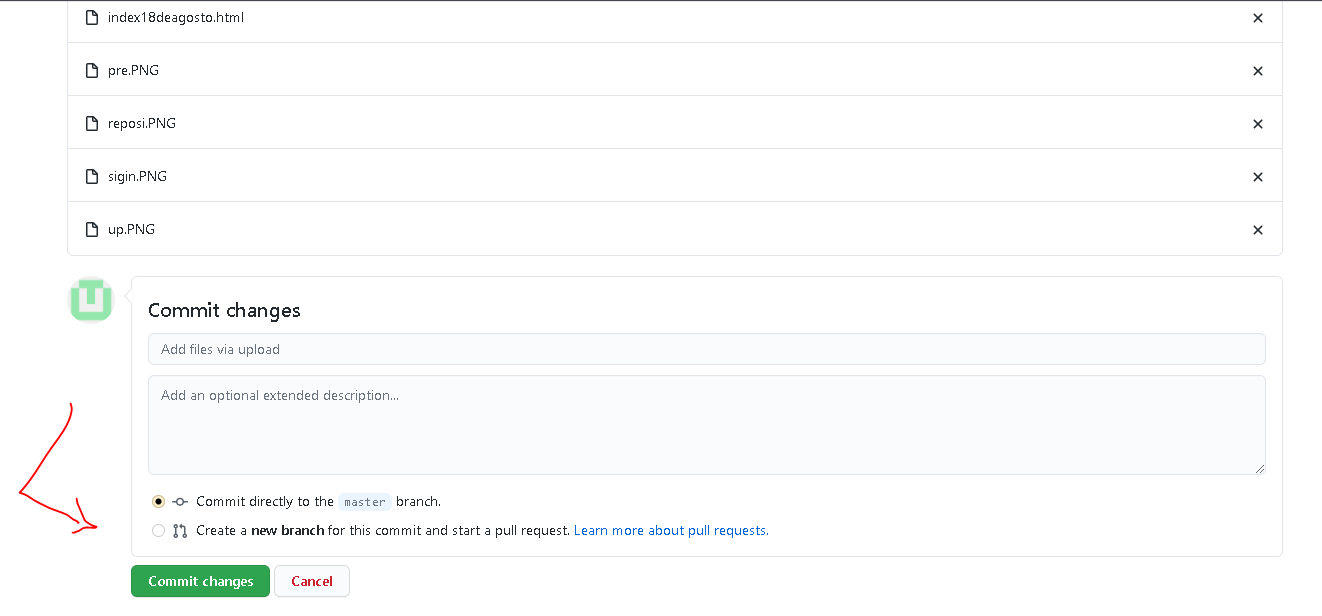 index18deagosto.html
pre.PNG
reposi.PNG
sigin.PNG
up.PNG
Commit changes
Add files via upload
Add an optional extended description...
Commit directly to the master branch.
Create a new branch for this commit and start a pull request. Learn more about pull requests.
Commit changes Cancel